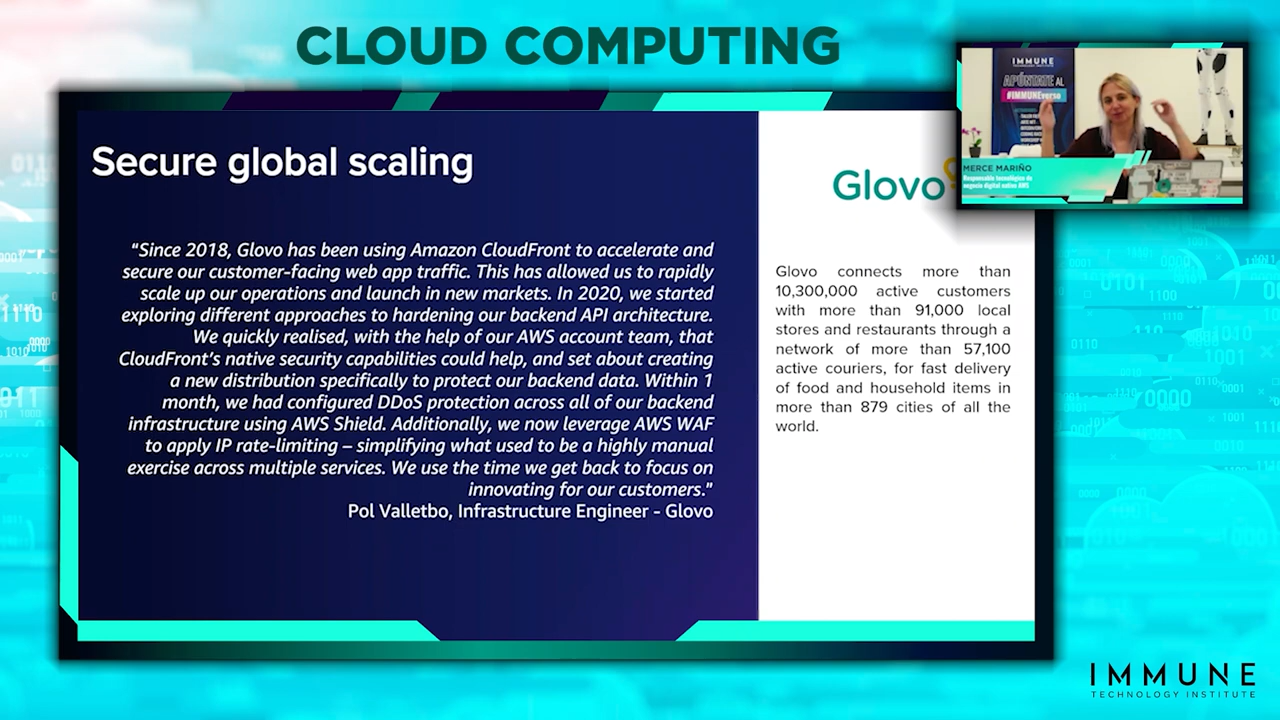 CLOUD COMPUTING
Secure global scaling
“Since 2018, Glovo has been using Amazon CloudFront to accelerate and
secure our customer-facing web app traffic. This has allowed us to rapidly
scale up our operations and launch in new markets. In 2020, we started
exploring different approaches to hardening our backend API architecture.
We quickly realised, with the help of our AWS account team, that
CloudFront’s native security capabilities could help, and set about creating
a new distribution specifically to protect our backend data. Within 1
month, we had configured DDoS protection across all of our backend
infrastructure using AWS Shield. Additionally, we now leverage AWS WAF
to apply IP rate-limiting – simplifying what used to be a highly manual
exercise across multiple services. We use the time we get back to focus on
innovating for our customers."
Pol Valletbo, Infrastructure Engineer - Glovo
Glovo
Glovo connects more than
10,300,000 active customers
with more than 91,000 local
stores and restaurants through a
network of more than 57,100
active couriers, for fast delivery
of food and household items in
more than 879 cities of all the
world.
IMMUNE
APÚNTATE AL
#IMMUNEverso
MERCE MARIÑO
Responsable tecnológico de
negocio digital nativo AWS
IMMUNE
TECHNOLOGY INSTITUTE